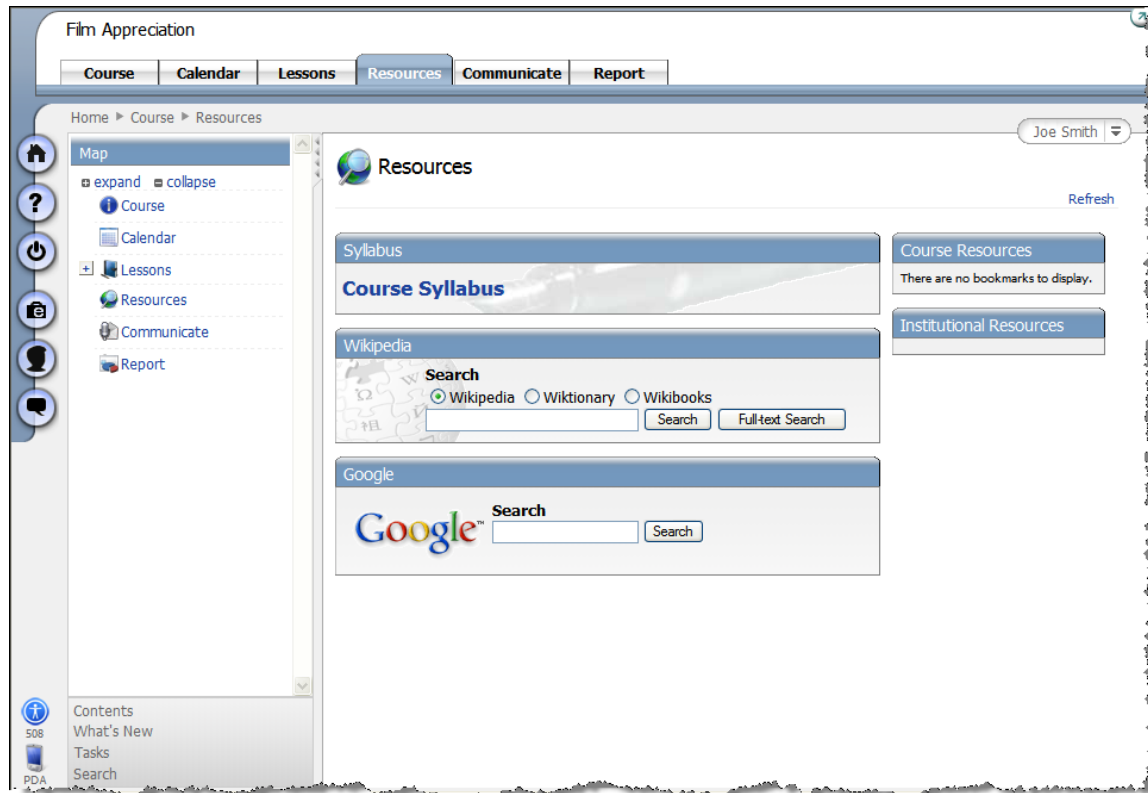 Film Appreciation
Course Calendar Lessons Resources Communicate Report
Home Course Resources
Joe Smith
Map
expand collapse
Course
Calendar
Lessons
Resources
Communicate
Report
Contents
What's New
Tasks
Search
508
PDA
Resources
Refresh
Syllabus
Course Syllabus
Wikipedia
Search
Wikipedia Wiktionary Wikibooks
Search Full-text Search
Google
Google™
Search
Search
Course Resources
There are no bookmarks to display.
Institutional Resources